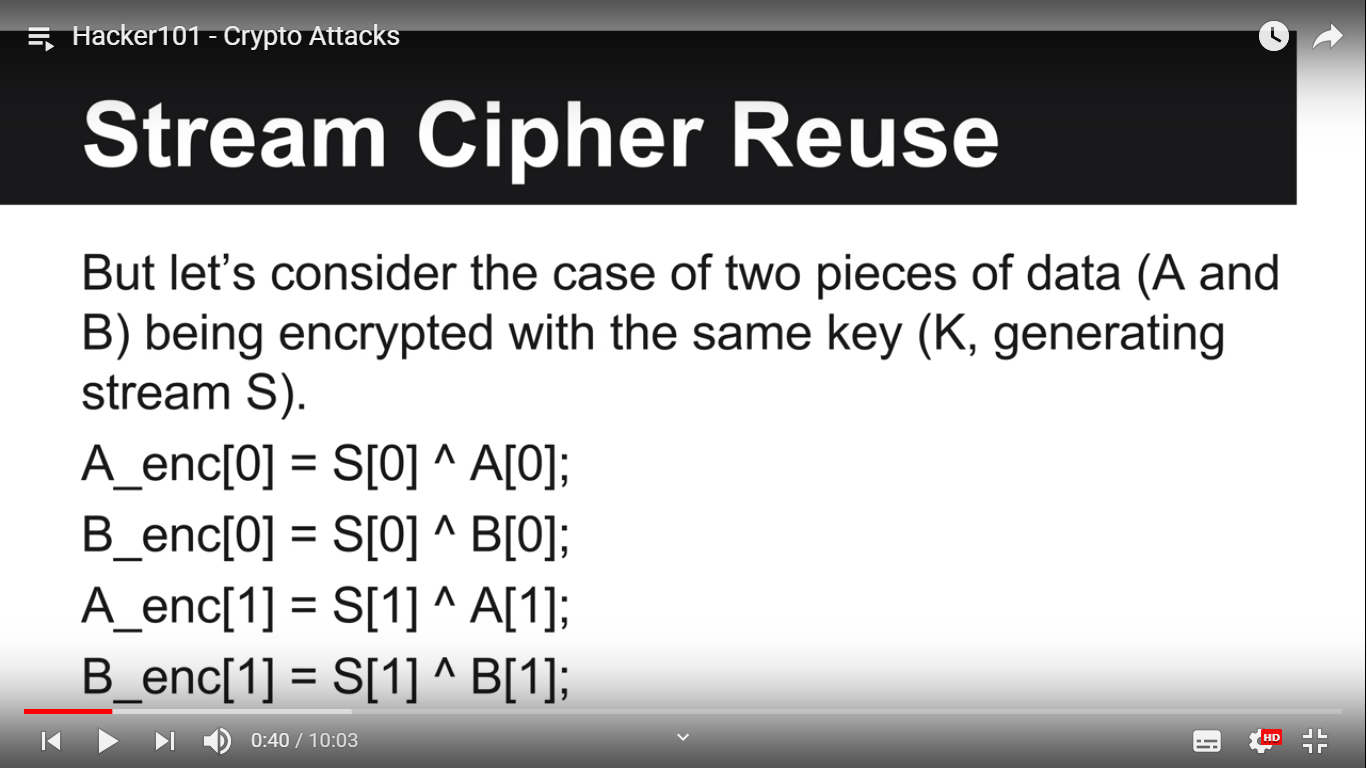 Hacker101 - Crypto Attacks
Stream Cipher Reuse
But let’s consider the case of two pieces of data (A and
B) being encrypted with the same key (K, generating
stream S).
A_enc[0] = S[0] ^ A[0];
B_enc[0] = S[0] ^ B[0];
A_enc[1] = S[1] ^ A[1];
B_enc[1] = S[1] ^ B[1];
0:40 / 10:03
HD